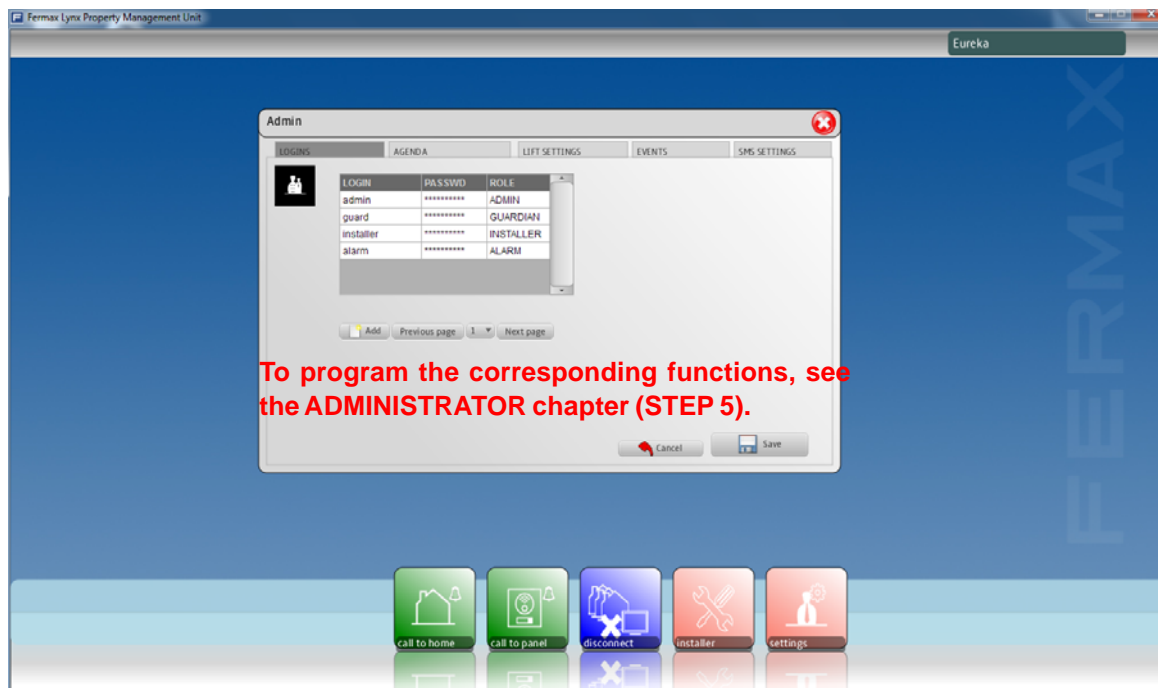 Fermax Lynx Property Management Unit
Eureka
Admin
LOGINS AGENDA LIFT SETTINGS EVENTS SMS SETTINGS
LOGIN PASSWD ROLE
admin ********** ADMIN
guard ********** GUARDIAN
installer ********** INSTALLER
alarm ********** ALARM
Add Previous page 1 Next page
To program the corresponding functions, see
the ADMINISTRATOR chapter (STEP 5).
Cancel Save
FERMAX
call to home call to panel disconnect installer settings